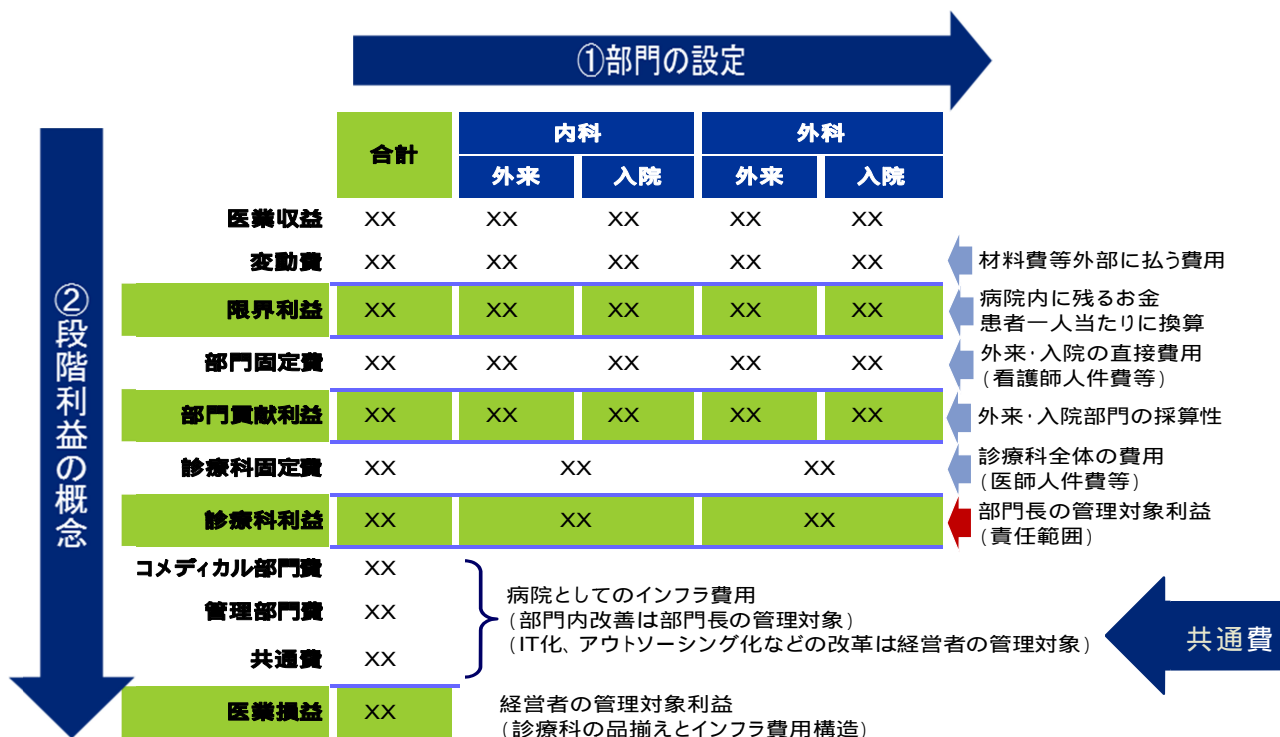 ①部門の設定
②段階利益の概念
合計 内科 外科
外来 入院 外来 入院
医業収益 XX XX XX XX XX
変動費 XX XX XX XX XX 材料費等外部に払う費用
限界利益 XX XX XX XX XX 病院内に残るお金
患者一人当たりに換算
部門固定費 XX XX XX XX XX 外来・入院の直接費用
(看護師人件費等)
部門貢献利益 XX XX XX XX XX 外来・入院部門の採算性
診療科固定費 XX XX XX 診療科全体の費用
(医師人件費等)
診療科利益 XX XX XX 部門長の管理対象利益
(責任範囲)
コメディカル部門費 XX
管理部門費 XX
共通費 XX
病院としてのインフラ費用
(部門内改善は部門長の管理対象)
(IT化、アウトソーシング化などの改革は経営者の管理対象)
共通費
医業損益 XX 経営者の管理対象利益
(診療科の品揃えとインフラ費用構造)